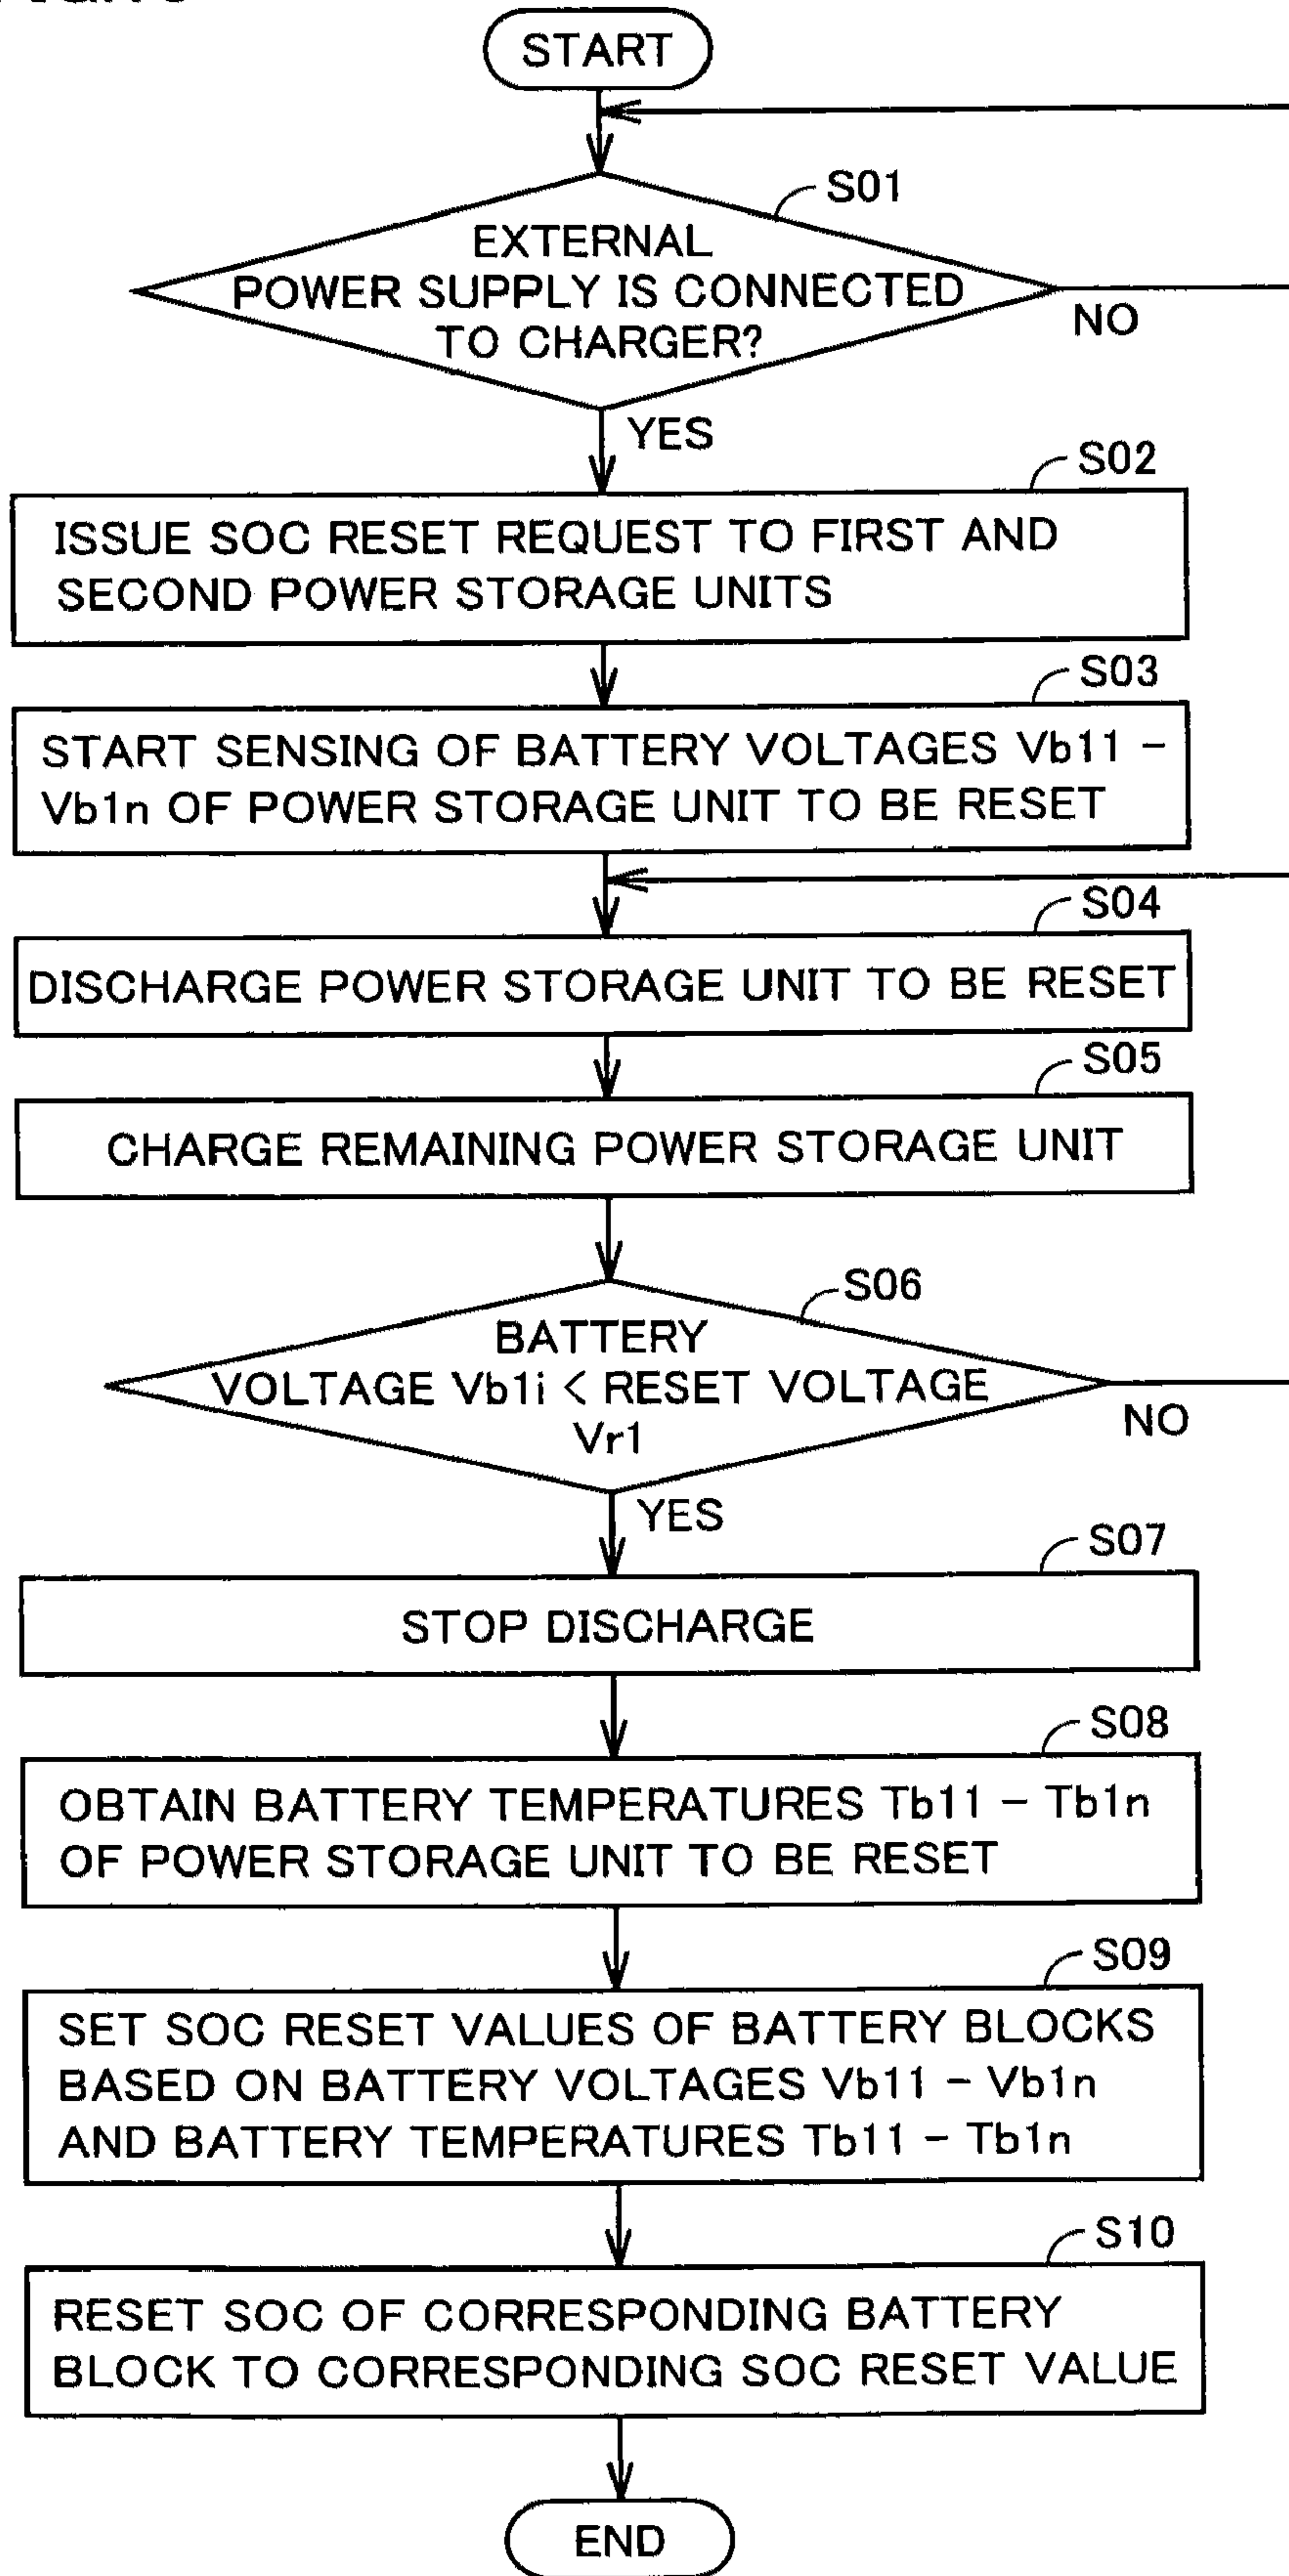 START
S01
EXTERNAL
POWER SUPPLY IS CONNECTED
TO CHARGER?
NO
YES
S02
ISSUE SOC RESET REQUEST TO FIRST AND
SECOND POWER STORAGE UNITS
S03
START SENSING OF BATTERY VOLTAGES Vb11 –
Vb1n OF POWER STORAGE UNIT TO BE RESET
S04
DISCHARGE POWER STORAGE UNIT TO BE RESET
S05
CHARGE REMAINING POWER STORAGE UNIT
S06
BATTERY
VOLTAGE Vb1i < RESET VOLTAGE
Vr1
NO
YES
S07
STOP DISCHARGE
S08
OBTAIN BATTERY TEMPERATURES Tb11 – Tb1n
OF POWER STORAGE UNIT TO BE RESET
S09
SET SOC RESET VALUES OF BATTERY BLOCKS
BASED ON BATTERY VOLTAGES Vb11 – Vb1n
AND BATTERY TEMPERATURES Tb11 – Tb1n
S10
RESET SOC OF CORRESPONDING BATTERY
BLOCK TO CORRESPONDING SOC RESET VALUE
END